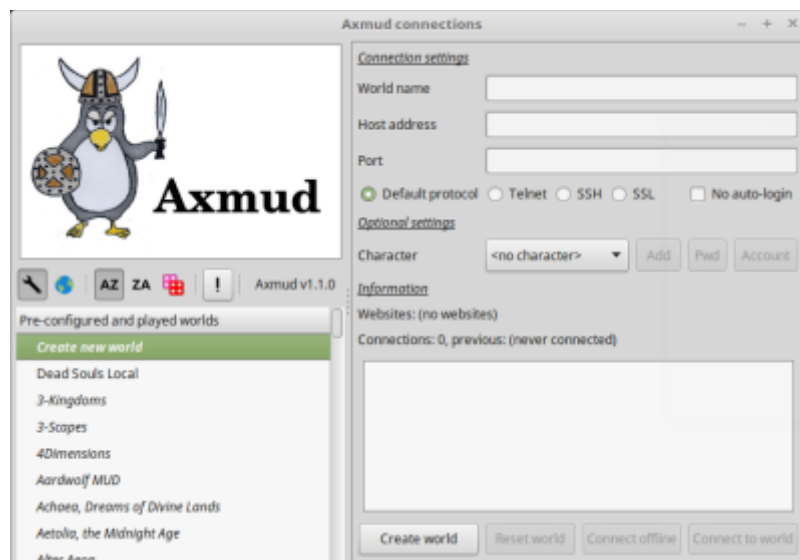 Axmud connections
Axmud
AZ ZA ! Axmud v1.1.0
Pre-configured and played worlds
Create new world
Dead Souls Local
3-Kingdoms
3-Scapes
4Dimensions
Aardwolf MUD
Achaea, Dreams of Divine Lands
Aetolia, the Midnight Age
Alter Aeon
Connection settings
World name
Host address
Port
Default protocol Telnet SSH SSL No auto-login
Optional settings
Character <no character> Add Pwd Account
Information
Websites: (no websites)
Connections: 0, previous: (never connected)
Create world Reset world Connect offline Connect to world